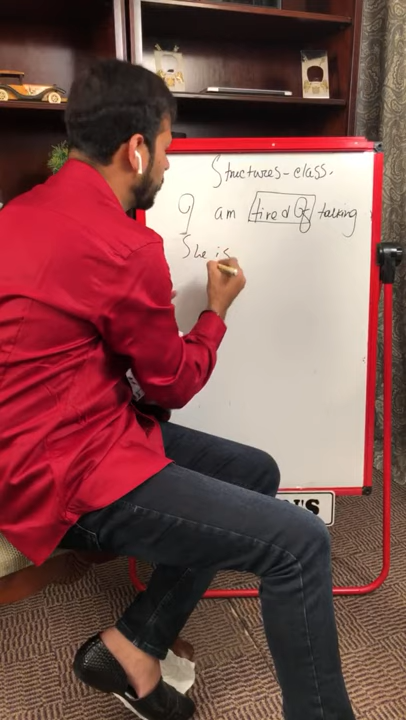 Structures-class.
I am tired Of talking
She is
N'S